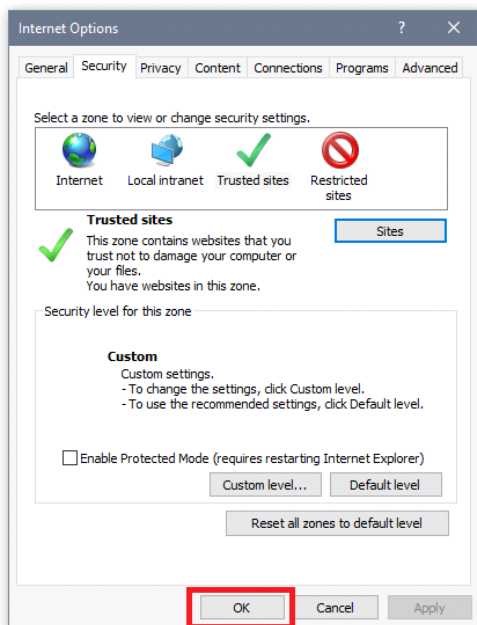 Internet Options ? ×
General Security Privacy Content Connections Programs Advanced
Select a zone to view or change security settings.
Internet Local intranet Trusted sites Restricted
sites
Trusted sites
Sites
This zone contains websites that you
trust not to damage your computer or
your files.
You have websites in this zone.
Security level for this zone
Custom
Custom settings.
- To change the settings, click Custom level.
- To use the recommended settings, click Default level.
Enable Protected Mode (requires restarting Internet Explorer)
Custom level... Default level
Reset all zones to default level
OK Cancel Apply